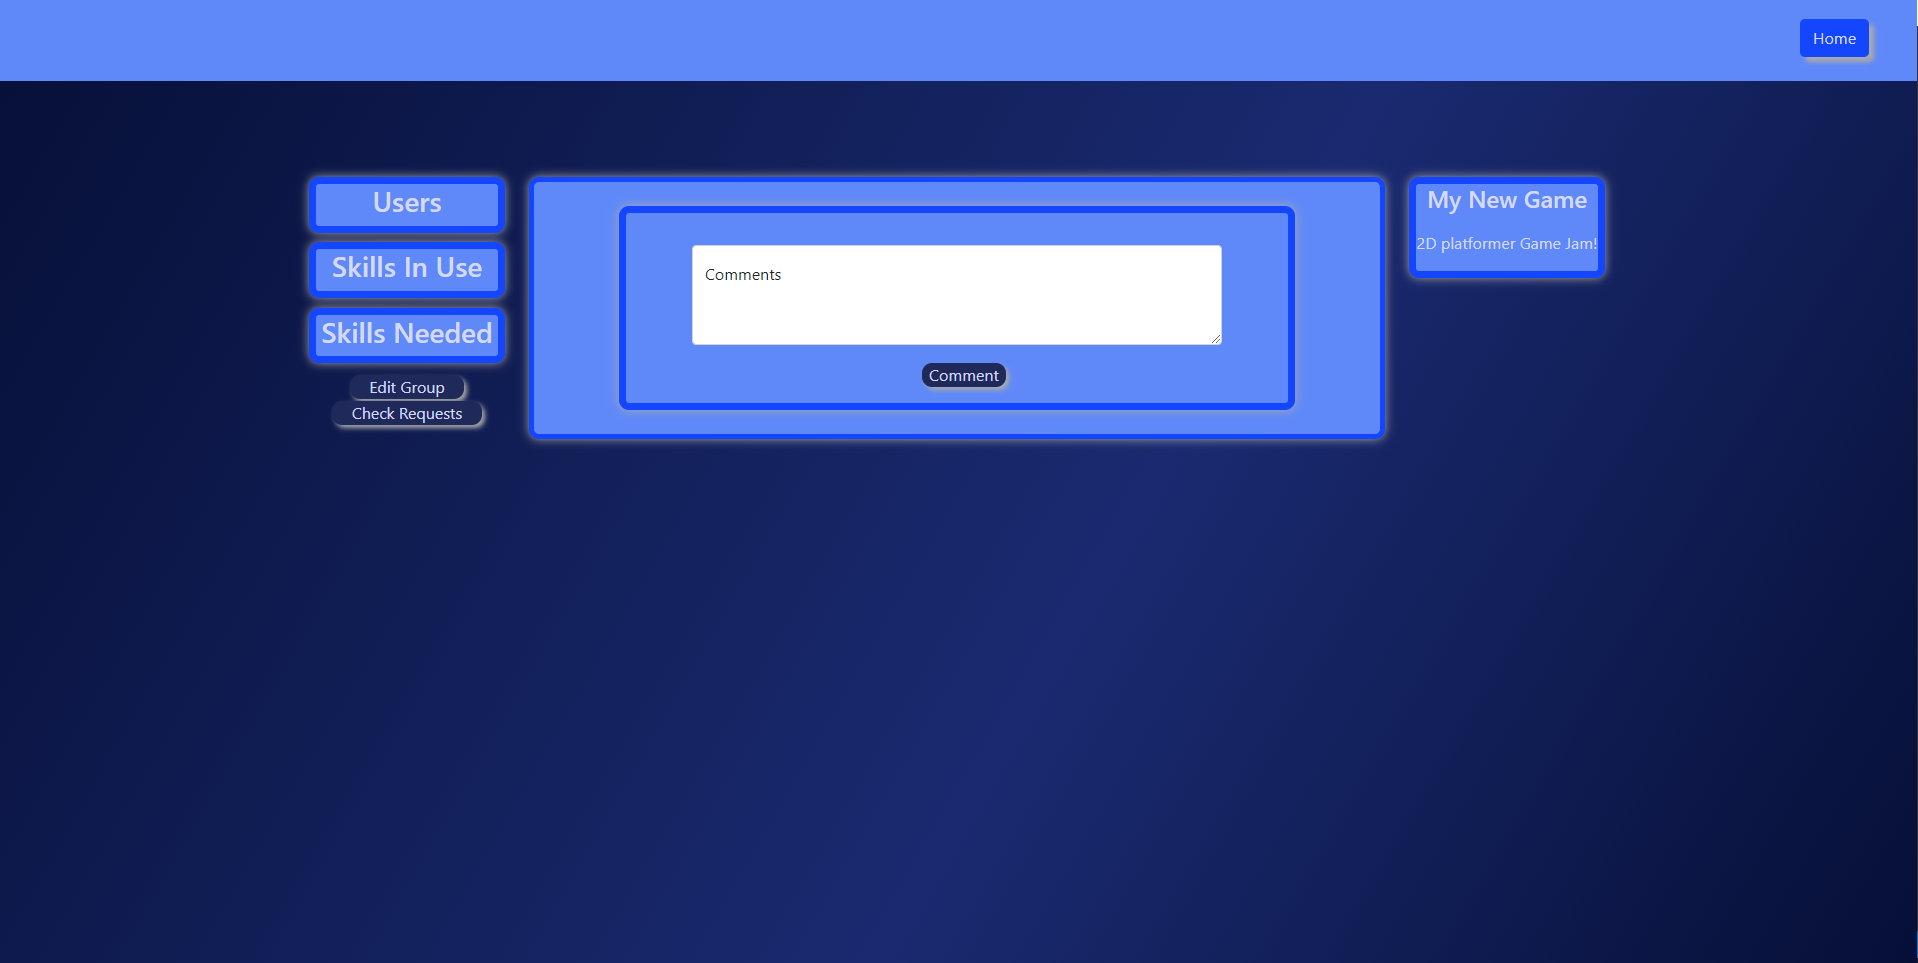 Home
Users
Skills In Use
Skills Needed
Edit Group
Check Requests
Comments
Comment
My New Game
2D platformer Game Jam!